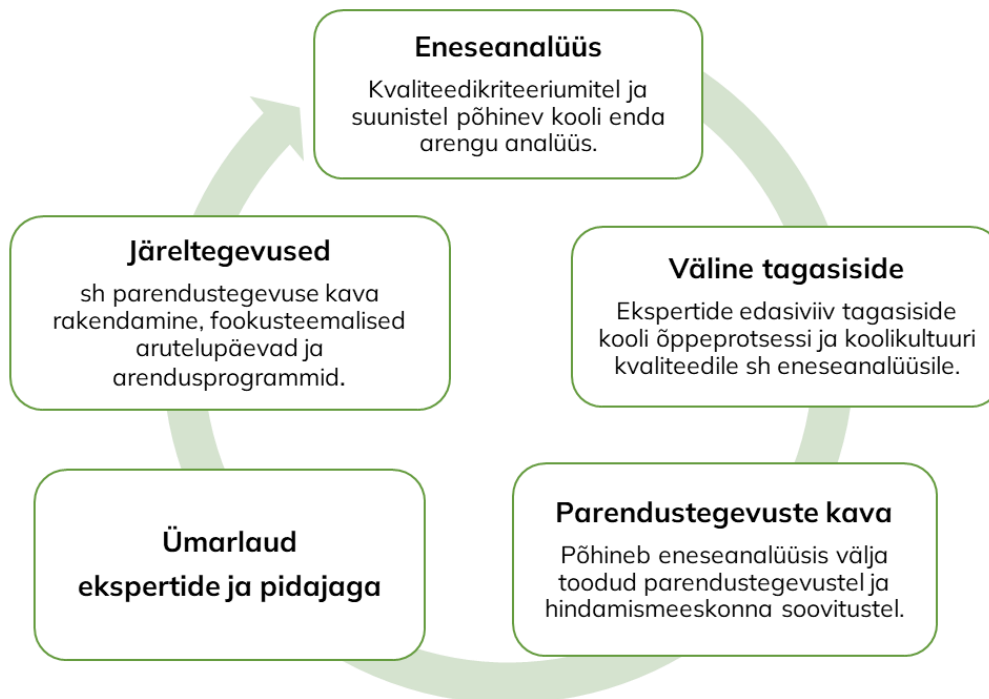 Eneseanalüüs
Kvaliteedikriteeriumitel ja
suunistel põhinev kooli enda
arengu analüüs.
Väline tagasiside
Ekspertide edasiviiv tagasiside
kooli õppeprotsessi ja koolikultuuri
kvaliteedile sh eneseanalüüsile.
Parendustegevuste kava
Põhineb eneseanalüüsis välja
toodud parendustegevustel ja
hindamismeeskonna soovitustel.
Ümarlaud
ekspertide ja pidajaga
Järeltegevused
sh parendustegevuse kava
rakendamine, fookusteemalised
arutelupäevad ja
arendusprogrammid.